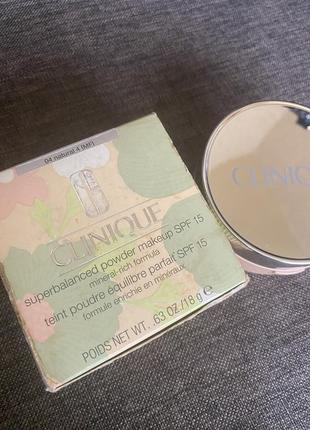 04 natural 4 (MF)
CLINIQUE
superbalanced powder makeup SPF 15
mineral-rich formula
teint poudre équilibre parfait SPF 15
formule enrichie en minéraux
POIDS NET WT. .63 OZ/18 g ℮
CLINIQ